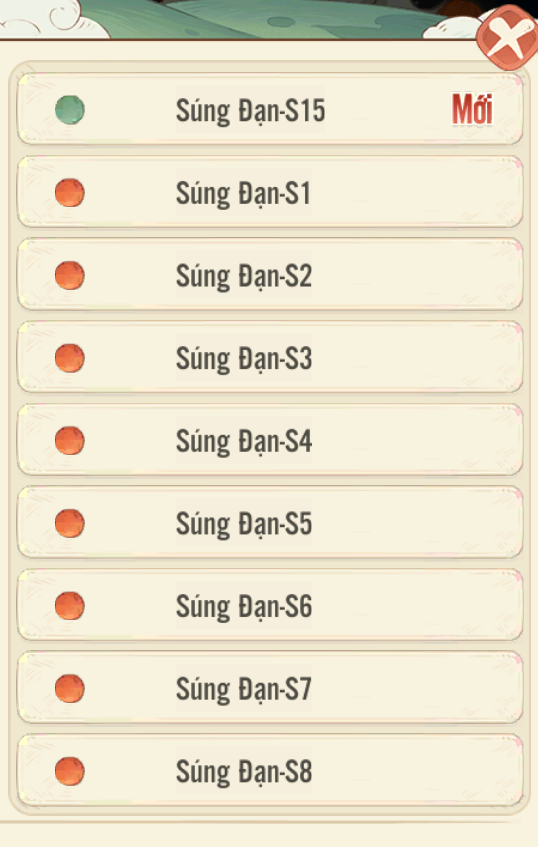 Súng Đạn-S15 Mới
Súng Đạn-S1
Súng Đạn-S2
Súng Đạn-S3
Súng Đạn-S4
Súng Đạn-S5
Súng Đạn-S6
Súng Đạn-S7
Súng Đạn-S8